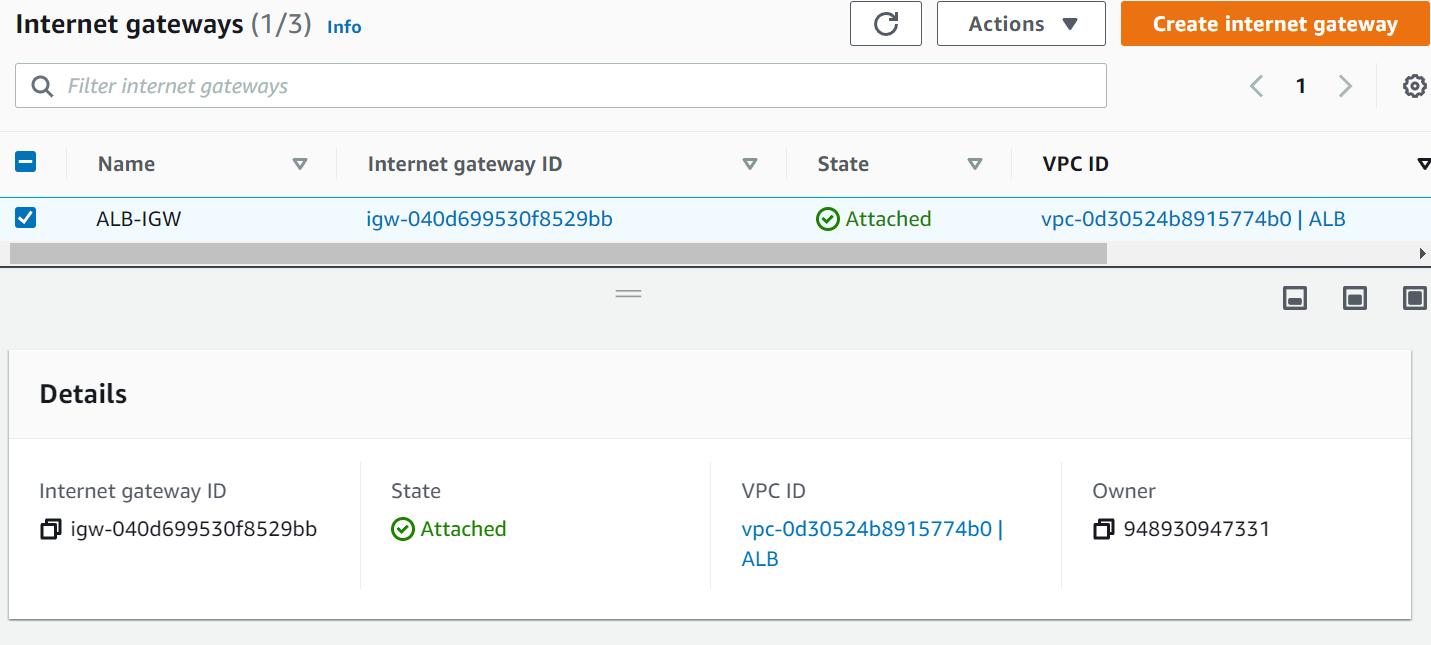 Internet gateways (1/3) Info
Actions
Create internet gateway
Filter internet gateways
1
Name Internet gateway ID State VPC ID
ALB-IGW igw-040d699530f8529bb Attached vpc-0d30524b8915774b0 | ALB
Details
Internet gateway ID
igw-040d699530f8529bb
State
Attached
VPC ID
vpc-0d30524b8915774b0 |
ALB
Owner
948930947331